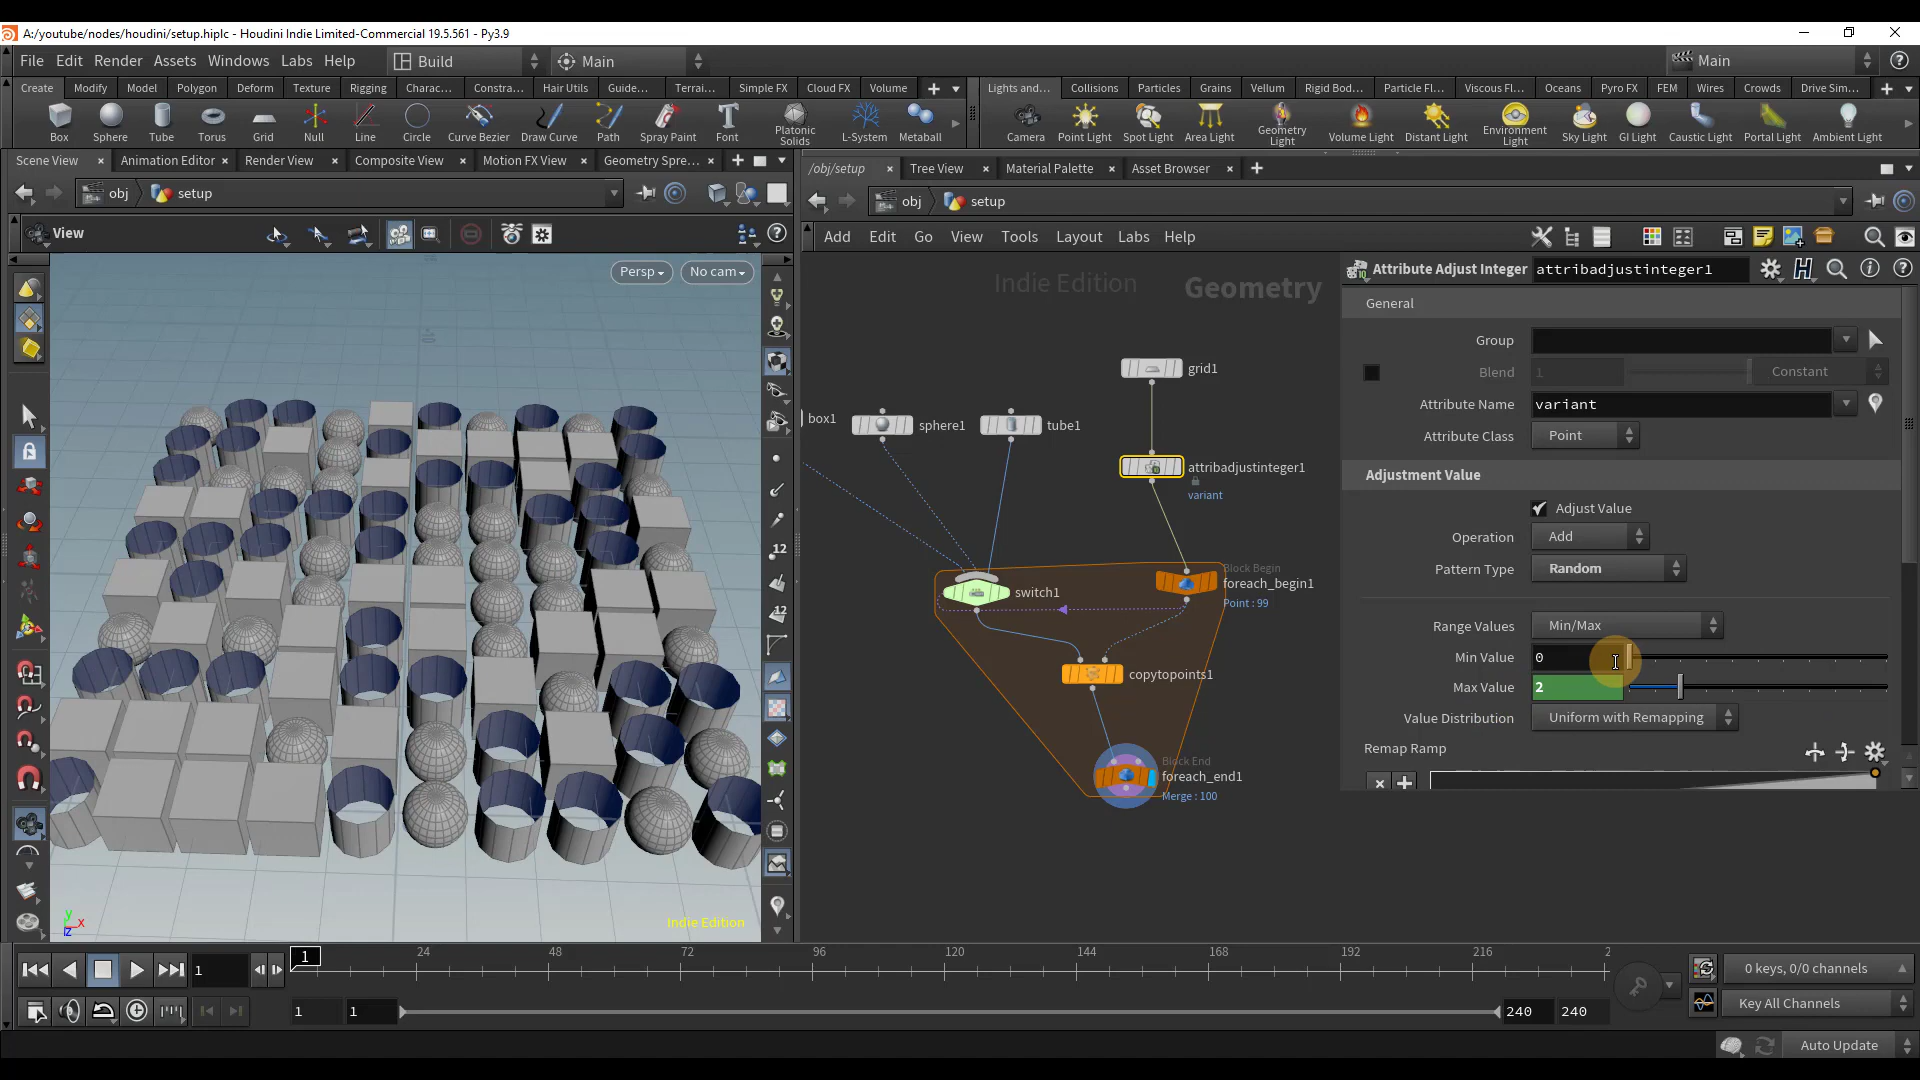 A:/youtube/nodes/houdini/setup.hiplc - Houdini Indie Limited-Commercial 19.5.561 - Py3.9
File Edit Render Assets Windows Labs Help Build Main Main
Create Modify Model Polygon Deform Texture Rigging Charac... Constra... Hair Utils Guide... Terrai... Simple FX Cloud FX Volume
Lights and... Collisions Particles Grains Vellum Rigid Bod... Particle Fl... Viscous Fl... Oceans Pyro FX FEM Wires Crowds Drive Sim...
Box Sphere Tube Torus Grid Null Line Circle Curve Bezier Draw Curve Path Spray Paint Font Platonic Solids L-System Metaball
Camera Point Light Spot Light Area Light Geometry Light Volume Light Distant Light Environment Light Sky Light GI Light Caustic Light Portal Light Ambient Light
Scene View Animation Editor Render View Composite View Motion FX View Geometry Spre...
/obj/setup Tree View Material Palette Asset Browser
obj setup
obj setup
View
Add Edit Go View Tools Layout Labs Help
Persp No cam
Indie Edition
Geometry
Attribute Adjust Integer attribadjustinteger1
General
Group
Blend 1 Constant
Attribute Name variant
Attribute Class Point
Adjustment Value
Adjust Value
Operation Add
Pattern Type Random
Range Values Min/Max
Min Value 0
Max Value 2
Value Distribution Uniform with Remapping
Remap Ramp
grid1
box1 sphere1 tube1
attribadjustinteger1
variant
Block Begin
foreach_begin1
Point : 99
switch1
copytopoints1
Block End
foreach_end1
Merge : 100
12
12
y
x
z
Indie Edition
1 1 24 48 72 96 120 144 168 192 216 2
0 keys, 0/0 channels
1 1 240 240
Key All Channels
Auto Update